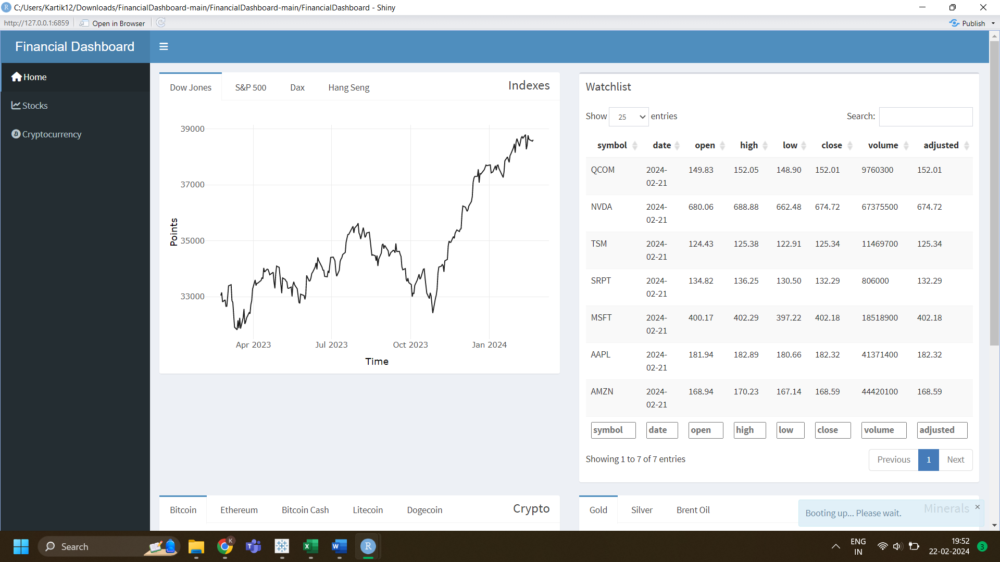 C:/Users/Kartik12/Downloads/FinancialDashboard-main/FinancialDashboard-main/FinancialDashboard - Shiny
http://127.0.0.1:6859 Open in Browser Publish
Financial Dashboard
Home
Stocks
Cryptocurrency
Dow Jones S&P 500 Dax Hang Seng Indexes
39000
37000
35000
33000
Points
Apr 2023 Jul 2023 Oct 2023 Jan 2024
Time
Watchlist
Show 25 entries Search:
symbol date open high low close volume adjusted
QCOM 2024-02-21 149.83 152.05 148.90 152.01 9760300 152.01
NVDA 2024-02-21 680.06 688.88 662.48 674.72 67375500 674.72
TSM 2024-02-21 124.43 125.38 122.91 125.34 11469700 125.34
SRPT 2024-02-21 134.82 136.25 130.50 132.29 806000 132.29
MSFT 2024-02-21 400.17 402.29 397.22 402.18 18518900 402.18
AAPL 2024-02-21 181.94 182.89 180.66 182.32 41371400 182.32
AMZN 2024-02-21 168.94 170.23 167.14 168.59 44420100 168.59
symbol date open high low close volume adjusted
Showing 1 to 7 of 7 entries Previous 1 Next
Bitcoin Ethereum Bitcoin Cash Litecoin Dogecoin Crypto
Gold Silver Brent Oil Minerals
Booting up... Please wait. ×
Search
ENG
IN
19:52
22-02-2024
3